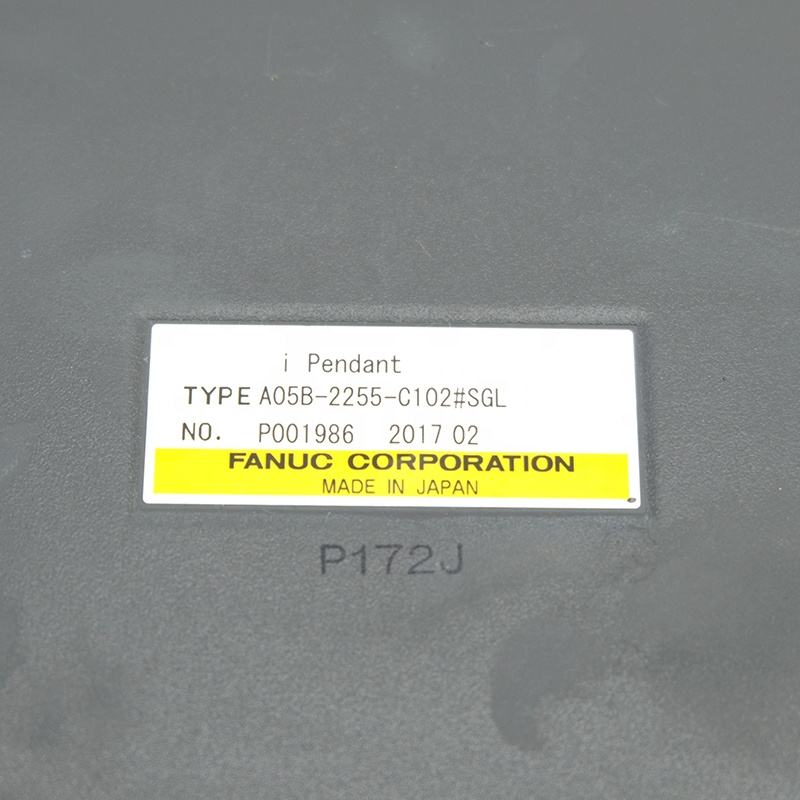 i Pendant
TYPE A05B-2255-C102#SGL
NO. P001986 2017 02
FANUC CORPORATION
MADE IN JAPAN
P172J